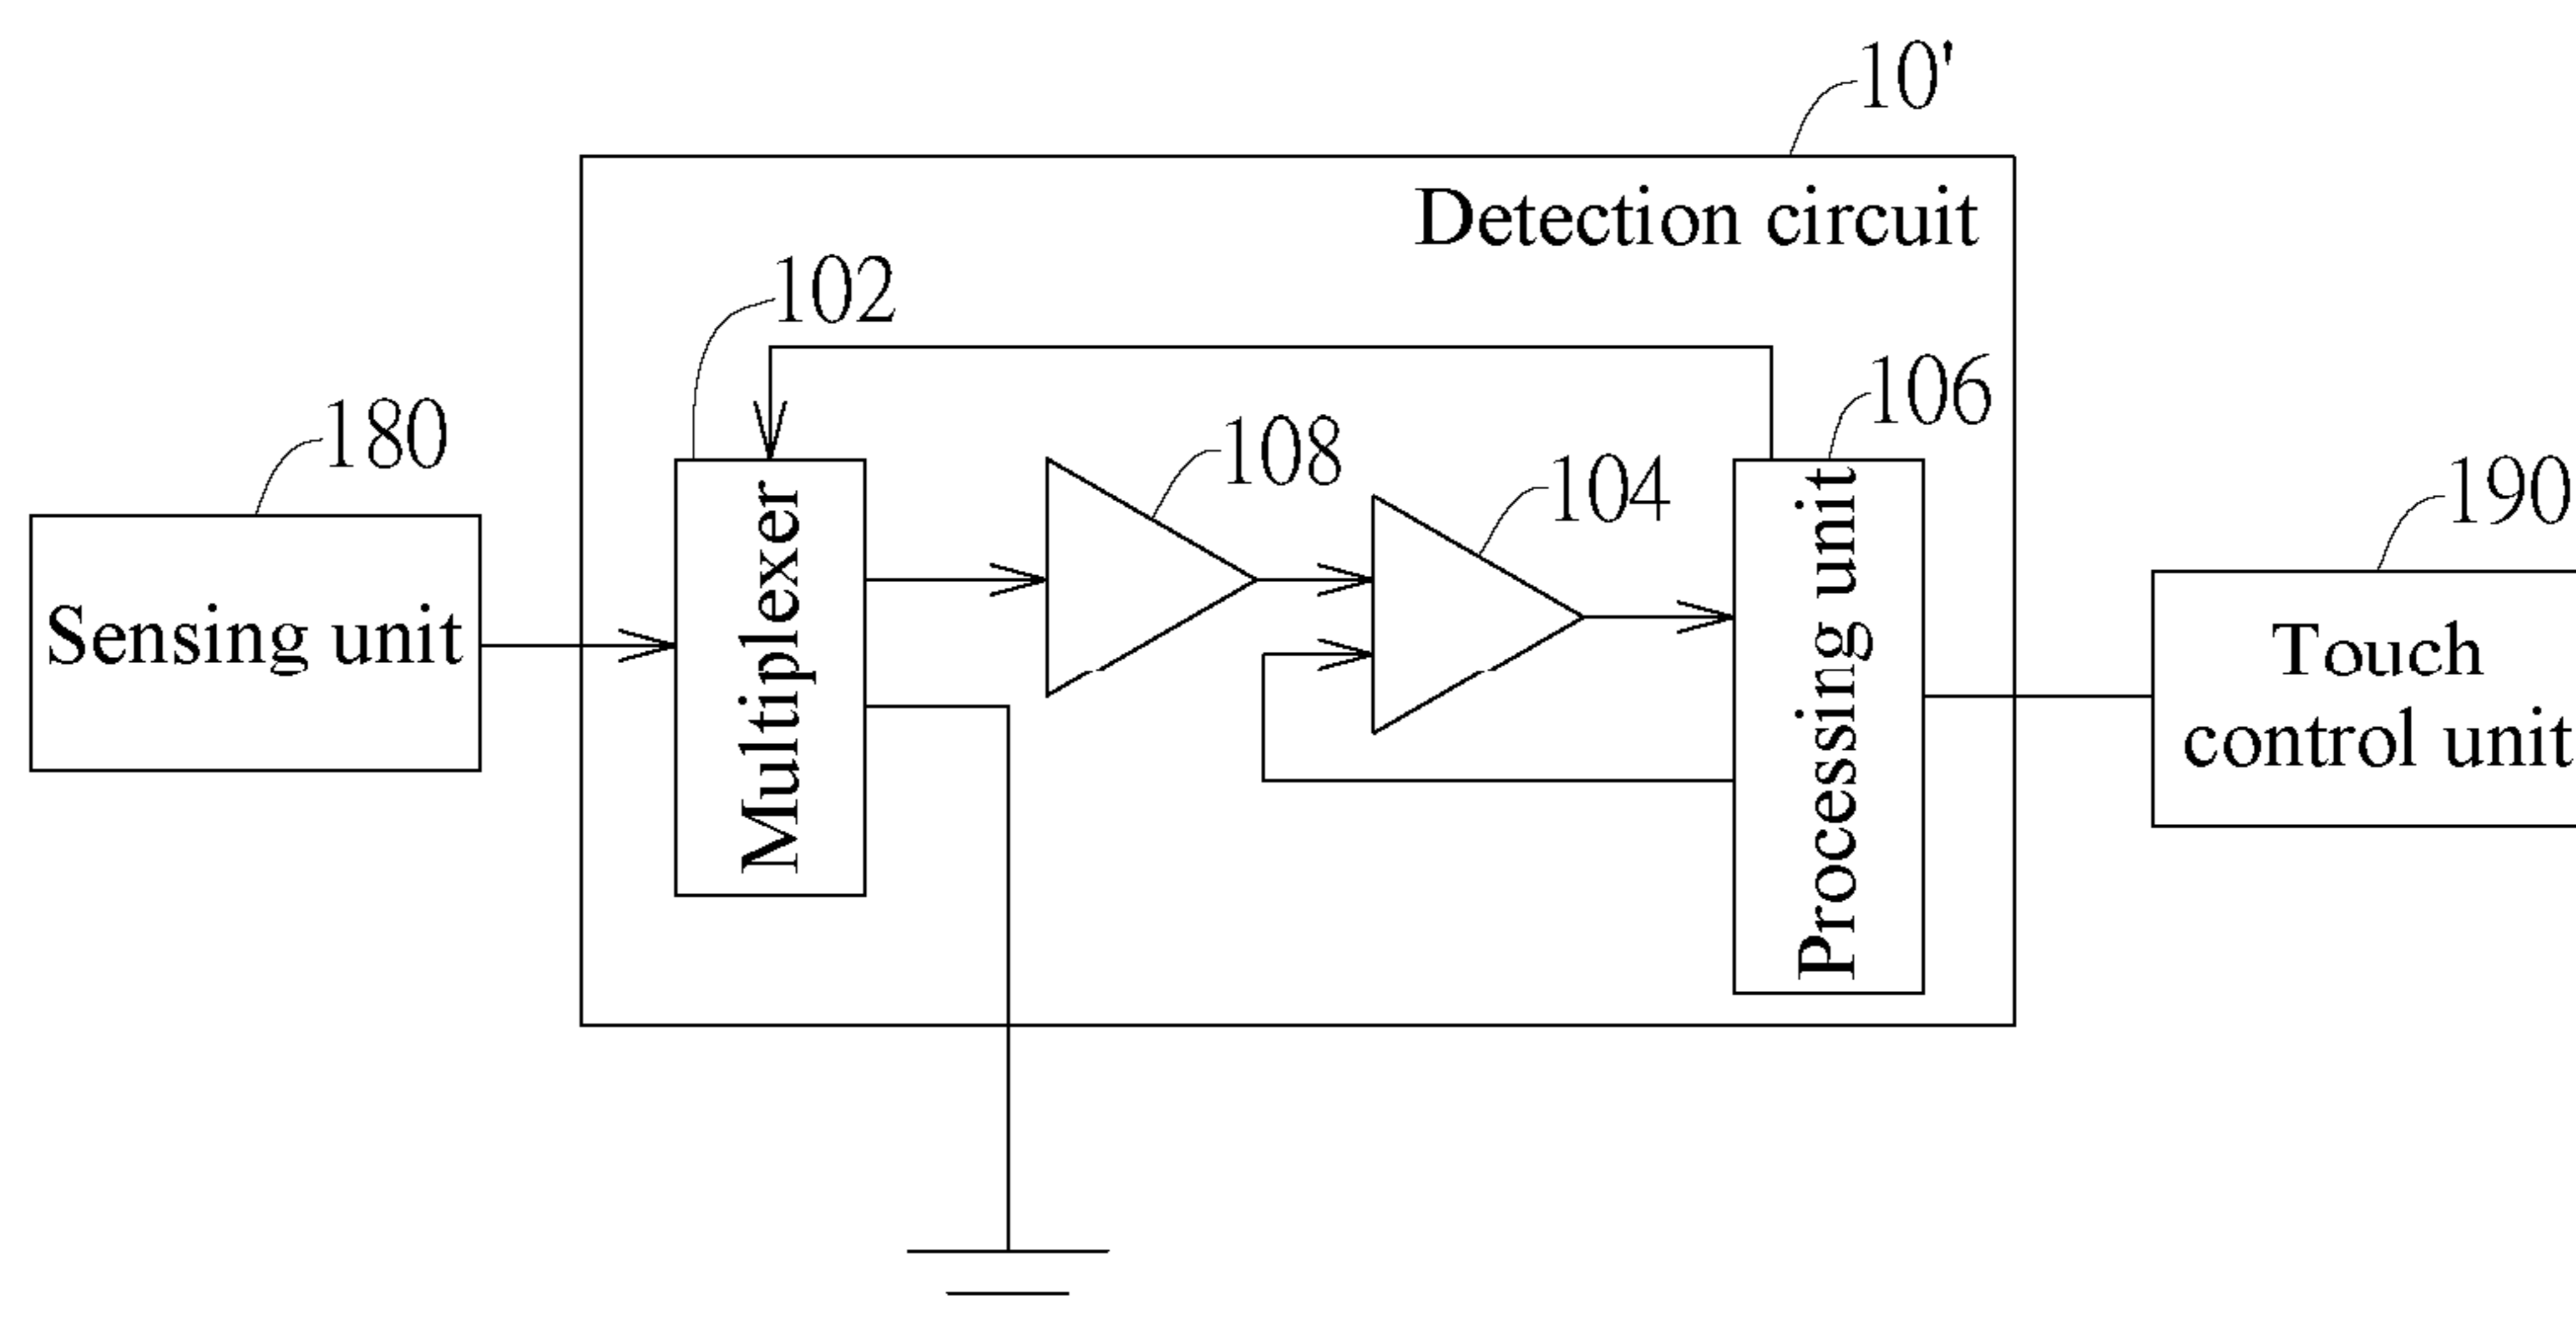 10'
Detection circuit
102
106
180
108
104
190
Sensing unit
Multiplexer
Processing unit
Touch
control unit